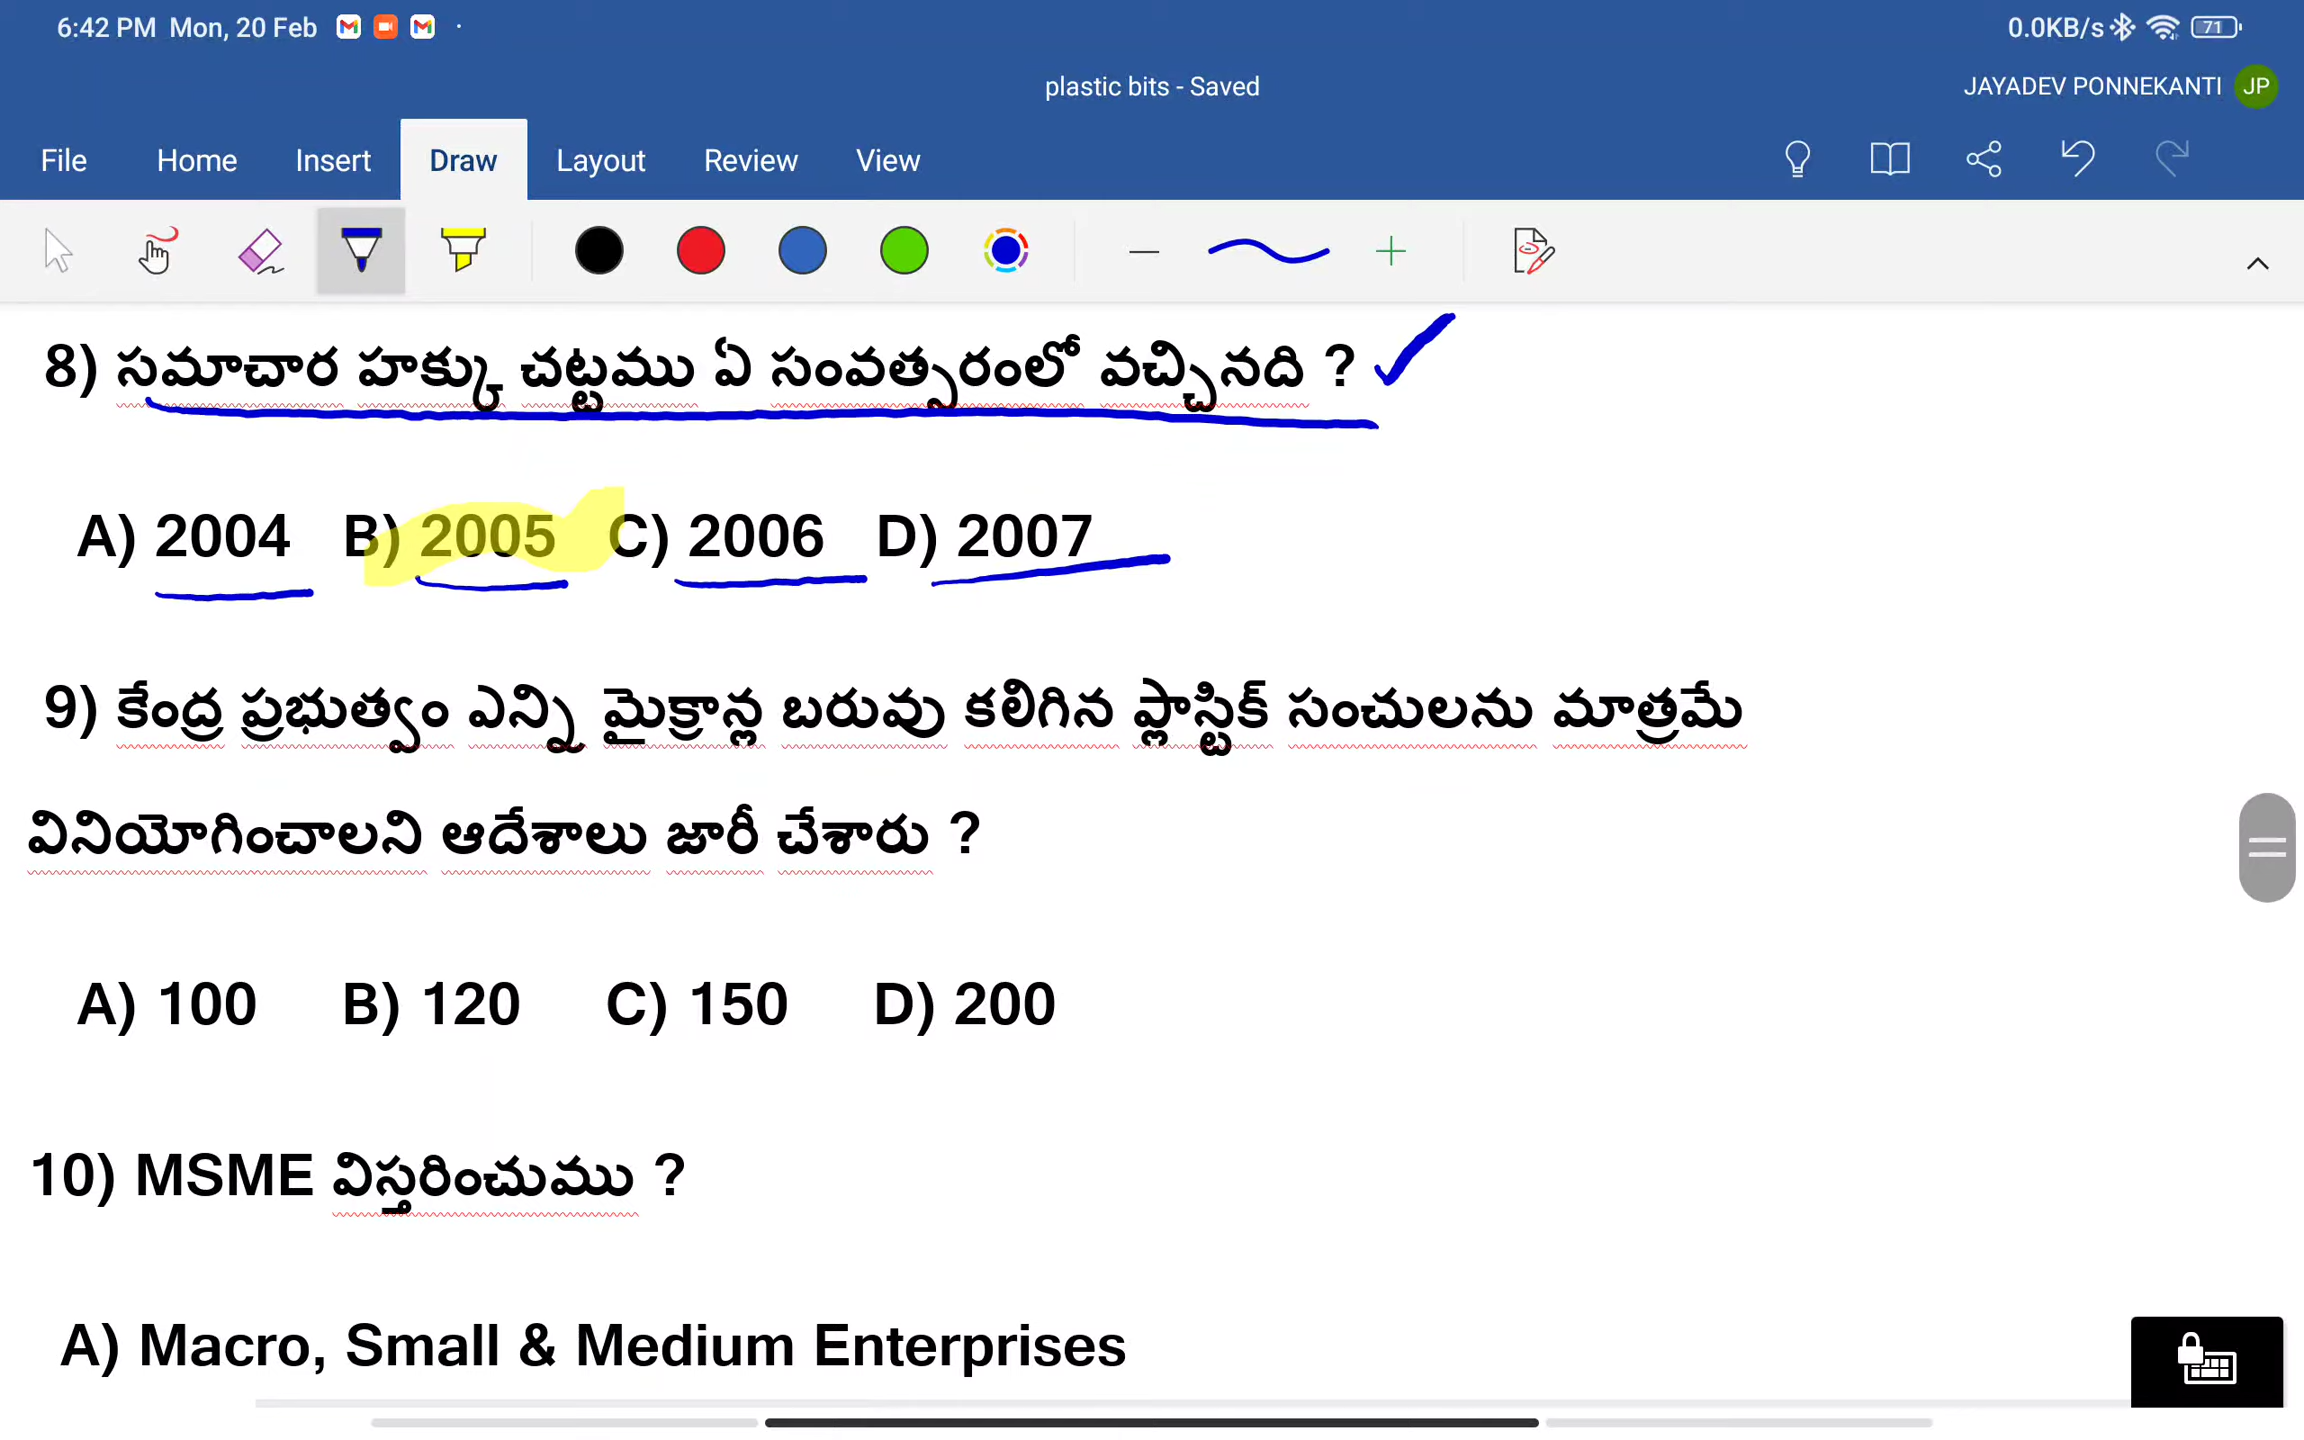 6:42 PM Mon, 20 Feb
0.0KB/s 71
plastic bits - Saved
JAYADEV PONNEKANTI JP
File Home Insert Draw Layout Review View
8) సమాచార హక్కు చట్టము ఏ సంవత్సరంలో వచ్చినది ?
A) 2004 B) 2005 C) 2006 D) 2007
9) కేంద్ర ప్రభుత్వం ఎన్ని మైక్రాన్ల బరువు కలిగిన ప్లాస్టిక్ సంచులను మాత్రమే
వినియోగించాలని ఆదేశాలు జారీ చేశారు ?
A) 100 B) 120 C) 150 D) 200
10) MSME విస్తరించుము ?
A) Macro, Small & Medium Enterprises